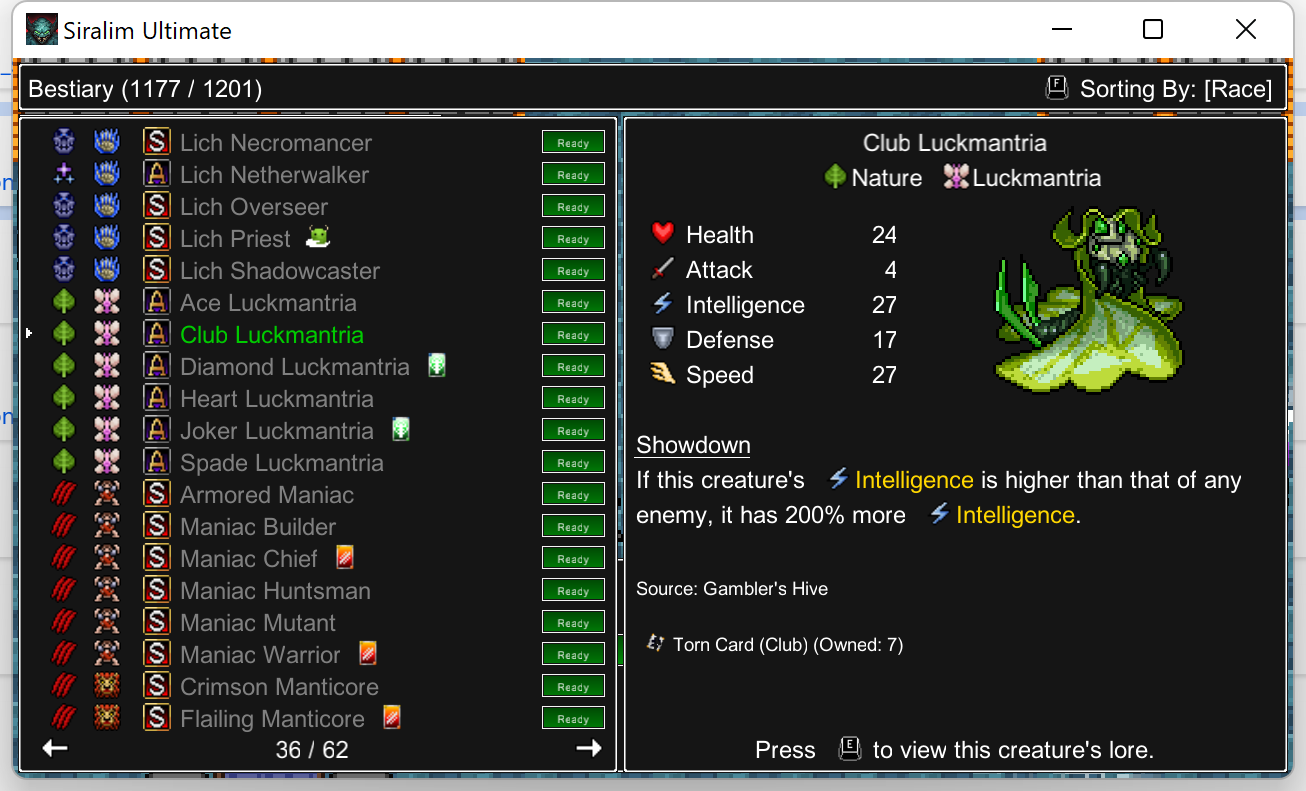 Siralim Ultimate
Bestiary (1177 / 1201)
F Sorting By: [Race]
S Lich Necromancer Ready
A Lich Netherwalker Ready
S Lich Overseer Ready
S Lich Priest Ready
S Lich Shadowcaster Ready
A Ace Luckmantria Ready
A Club Luckmantria Ready
A Diamond Luckmantria Ready
A Heart Luckmantria Ready
A Joker Luckmantria Ready
A Spade Luckmantria Ready
S Armored Maniac Ready
S Maniac Builder Ready
S Maniac Chief Ready
S Maniac Huntsman Ready
S Maniac Mutant Ready
S Maniac Warrior Ready
S Crimson Manticore Ready
S Flailing Manticore Ready
36 / 62
Club Luckmantria
Nature Luckmantria
Health 24
Attack 4
Intelligence 27
Defense 17
Speed 27
Showdown
If this creature's Intelligence is higher than that of any
enemy, it has 200% more Intelligence.
Source: Gambler's Hive
Torn Card (Club) (Owned: 7)
Press E to view this creature's lore.